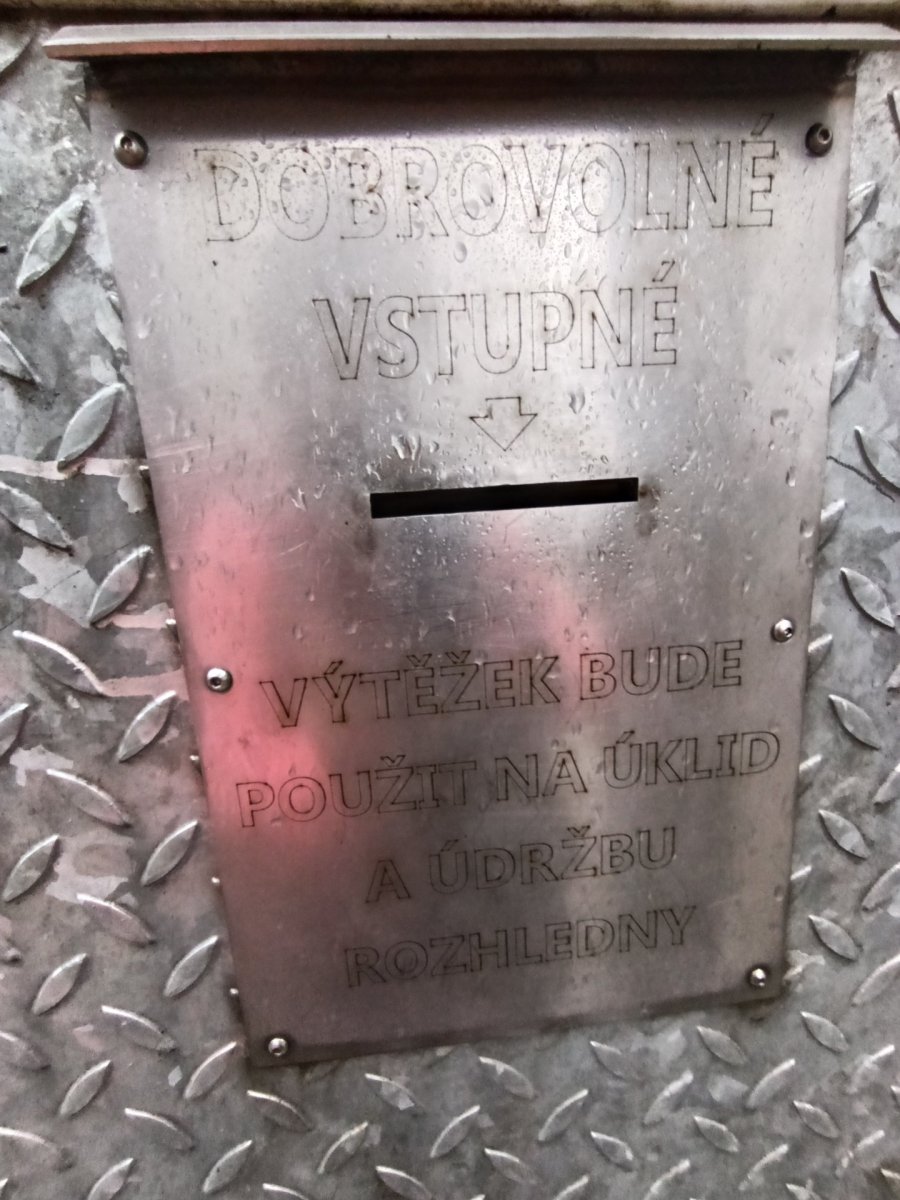 DOBROVOLNÉ
VSTUPNÉ
VÝTĚŽEK BUDE
POUŽIT NA ÚKLID
A ÚDRŽBU
ROZHLEDNY